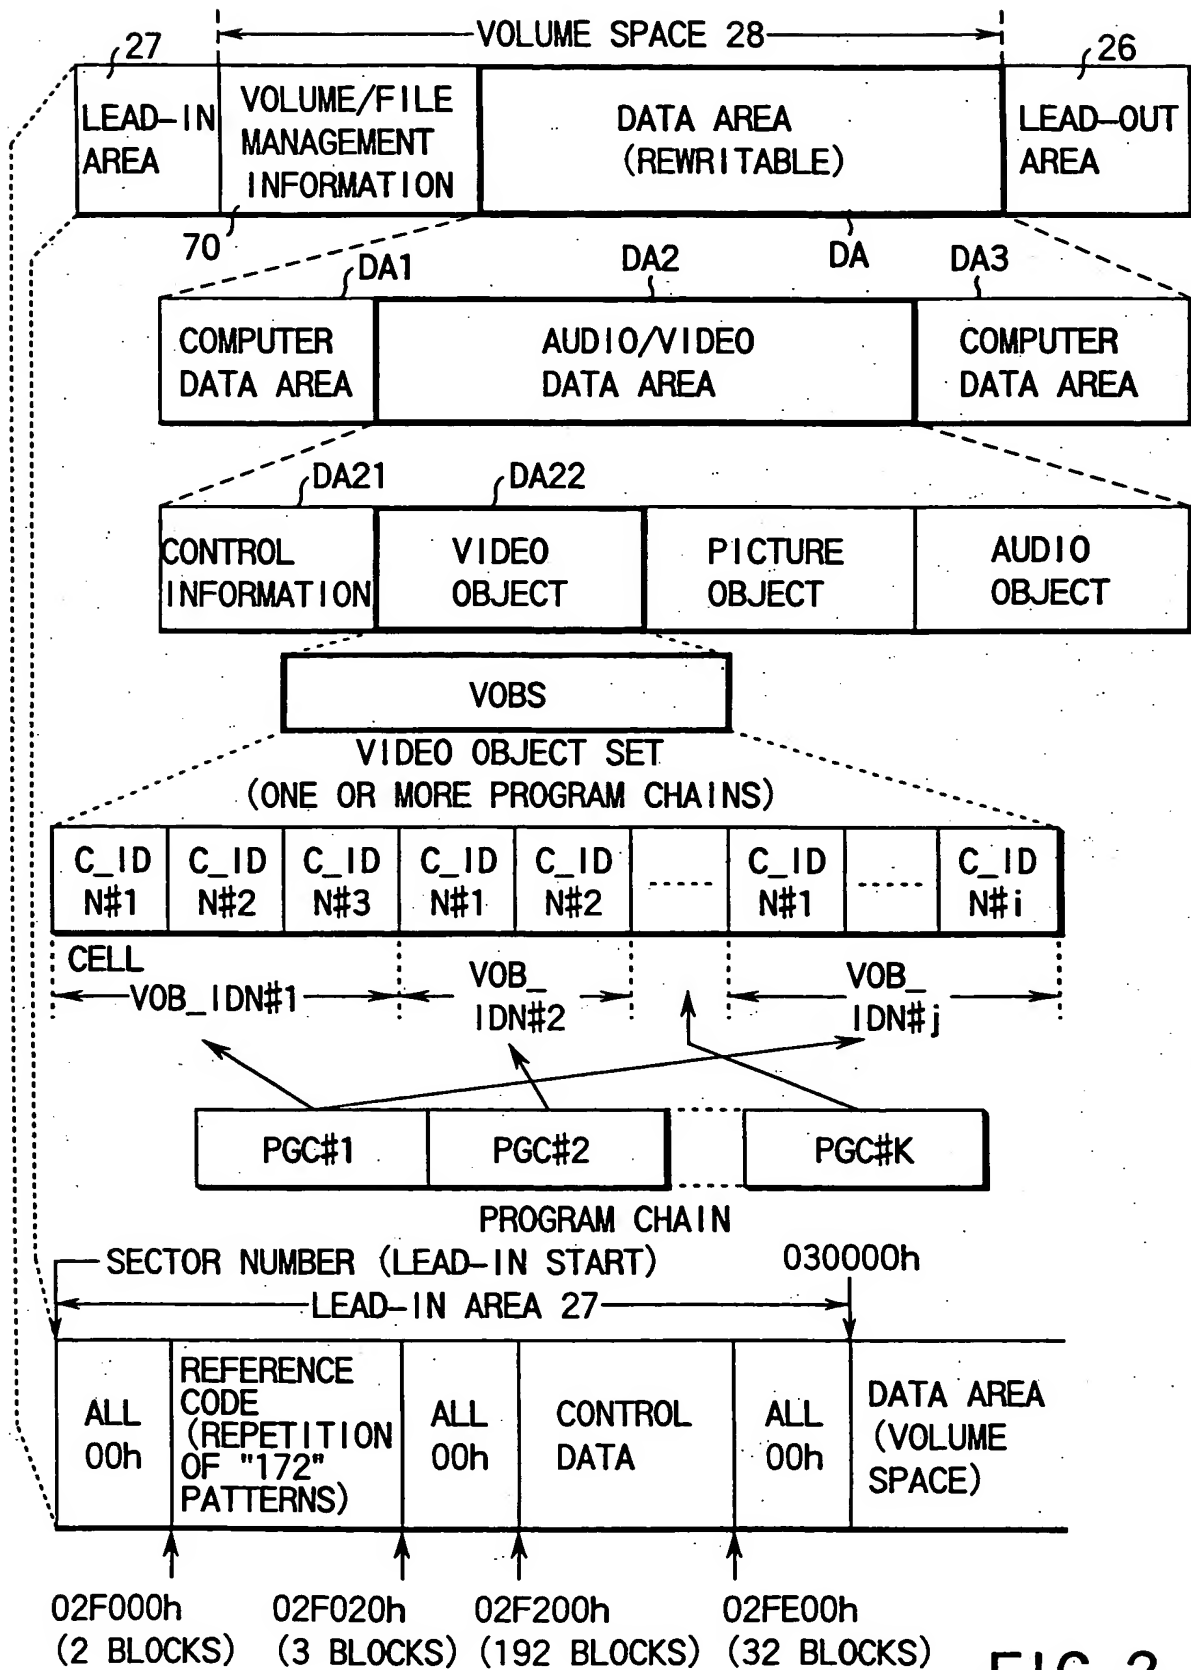 VOLUME SPACE 28
27
26
LEAD-IN
AREA
VOLUME/FILE
MANAGEMENT
INFORMATION
DATA AREA
(REWRITABLE)
LEAD-OUT
AREA
70
DA
DA1
DA2
DA3
COMPUTER
DATA AREA
AUDIO/VIDEO
DATA AREA
COMPUTER
DATA AREA
DA21
DA22
CONTROL
INFORMATION
VIDEO
OBJECT
PICTURE
OBJECT
AUDIO
OBJECT
VOBS
VIDEO OBJECT SET
(ONE OR MORE PROGRAM CHAINS)
C_ID
N#1
C_ID
N#2
C_ID
N#3
C_ID
N#1
C_ID
N#2
C_ID
N#1
C_ID
N#i
CELL
VOB_IDN#1
VOB_
IDN#2
VOB_
IDN#j
PGC#1
PGC#2
PGC#K
PROGRAM CHAIN
SECTOR NUMBER (LEAD-IN START)
030000h
LEAD-IN AREA 27
ALL
00h
REFERENCE
CODE
(REPETITION
OF "172"
PATTERNS)
ALL
00h
CONTROL
DATA
ALL
00h
DATA AREA
(VOLUME
SPACE)
02F000h
(2 BLOCKS)
02F020h
(3 BLOCKS)
02F200h
(192 BLOCKS)
02FE00h
(32 BLOCKS)